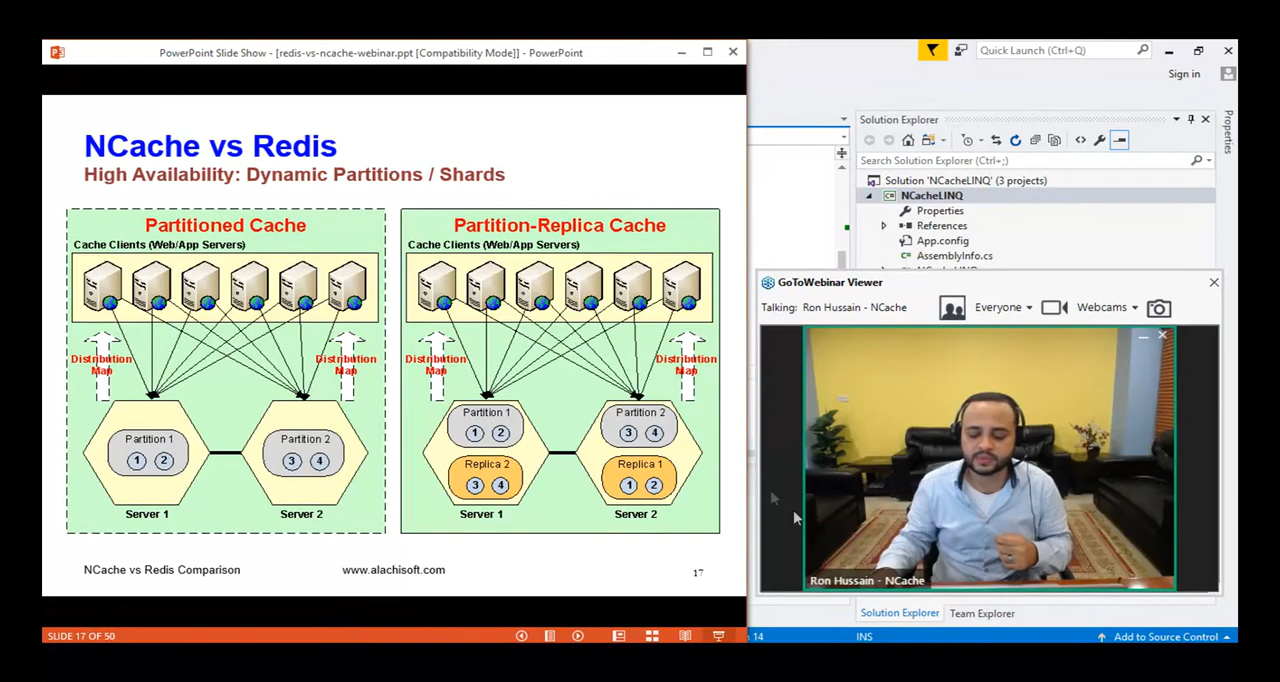 PowerPoint Slide Show - [redis-vs-ncache-webinar.ppt [Compatibility Mode]] - PowerPoint
NCache vs Redis
High Availability: Dynamic Partitions / Shards
Partitioned Cache
Cache Clients (Web/App Servers)
Distribution
Map
Distribution
Map
Partition 1
1 2
Partition 2
3 4
Server 1
Server 2
Partition-Replica Cache
Cache Clients (Web/App Servers)
Distribution
Map
Distribution
Map
Partition 1
1 2
Replica 2
3 4
Partition 2
3 4
Replica 1
1 2
Server 1
Server 2
NCache vs Redis Comparison
www.alachisoft.com
17
SLIDE 17 OF 50
Quick Launch (Ctrl+Q)
Sign in
Solution Explorer
Search Solution Explorer (Ctrl+;)
Solution 'NCacheLINQ' (3 projects)
NCacheLINQ
Properties
References
App.config
AssemblyInfo.cs
Properties
GoToWebinar Viewer
Talking: Ron Hussain - NCache
Everyone
Webcams
Ron Hussain - NCache
Solution Explorer
Team Explorer
14
INS
Add to Source Control